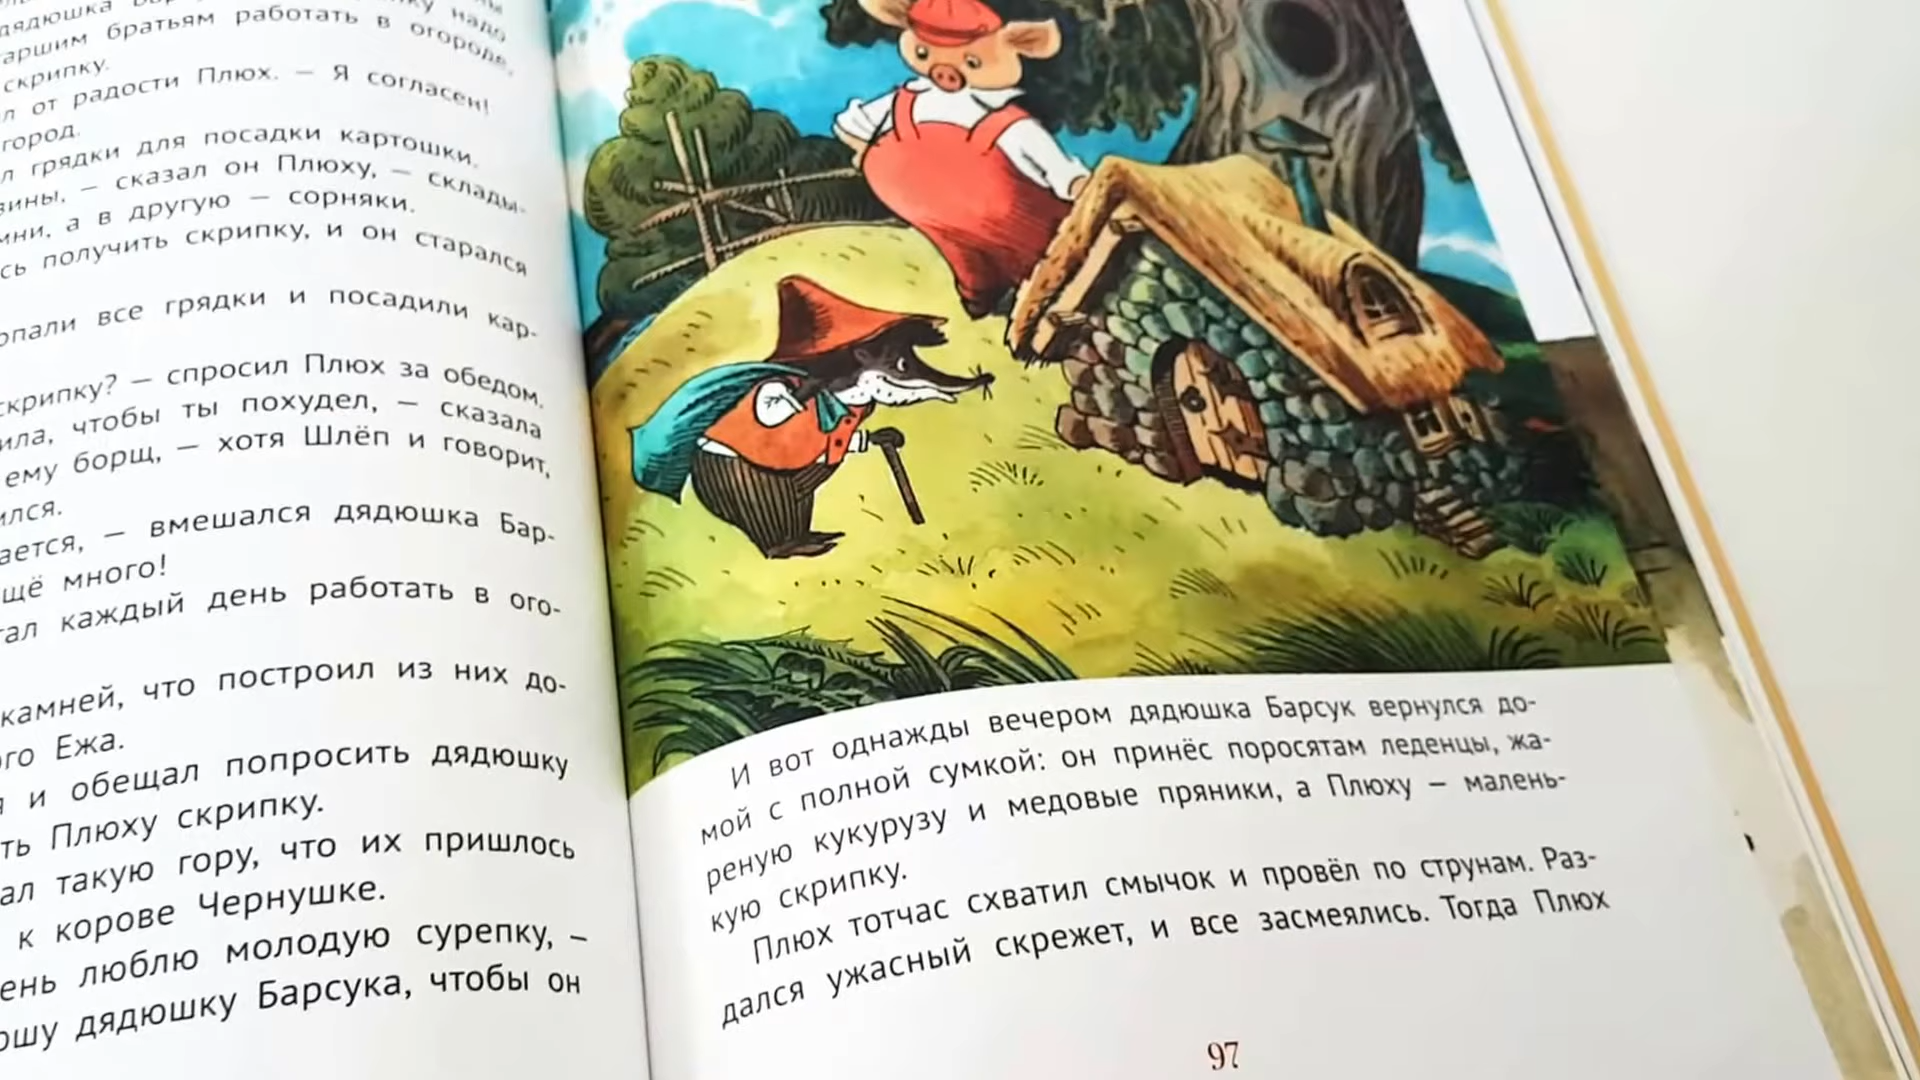 дядюшка
надо
аршим братьям работать в огороде,
скрипку.
от радости Плюх. — Я согласен!
город.
грядки для посадки картошки.
— сказал он Плюху, — склады-
а в другую — сорняки.
сь получить скрипку, и он старался
опали все грядки и посадили кар-
скрипку? — спросил Плюх за обедом.
ила, чтобы ты похудел, — сказала
ему борщ, — хотя Шлёп и говорит,
ился.
ается, — вмешался дядюшка Бар-
щё много!
ал каждый день работать в ого-
камней, что построил из них до-
го Ежа.
и обещал попросить дядюшку
ть Плюху скрипку.
ал такую гору, что их пришлось
к корове Чернушке.
ень люблю молодую сурепку, –
ошу дядюшку Барсука, чтобы он
И вот однажды вечером дядюшка Барсук вернулся до-
мой с полной сумкой: он принёс поросятам леденцы, жа-
реную кукурузу и медовые пряники, а Плюху – малень-
кую скрипку.
Плюх тотчас схватил смычок и провёл по струнам. Раз-
дался ужасный скрежет, и все засмеялись. Тогда Плюх
97